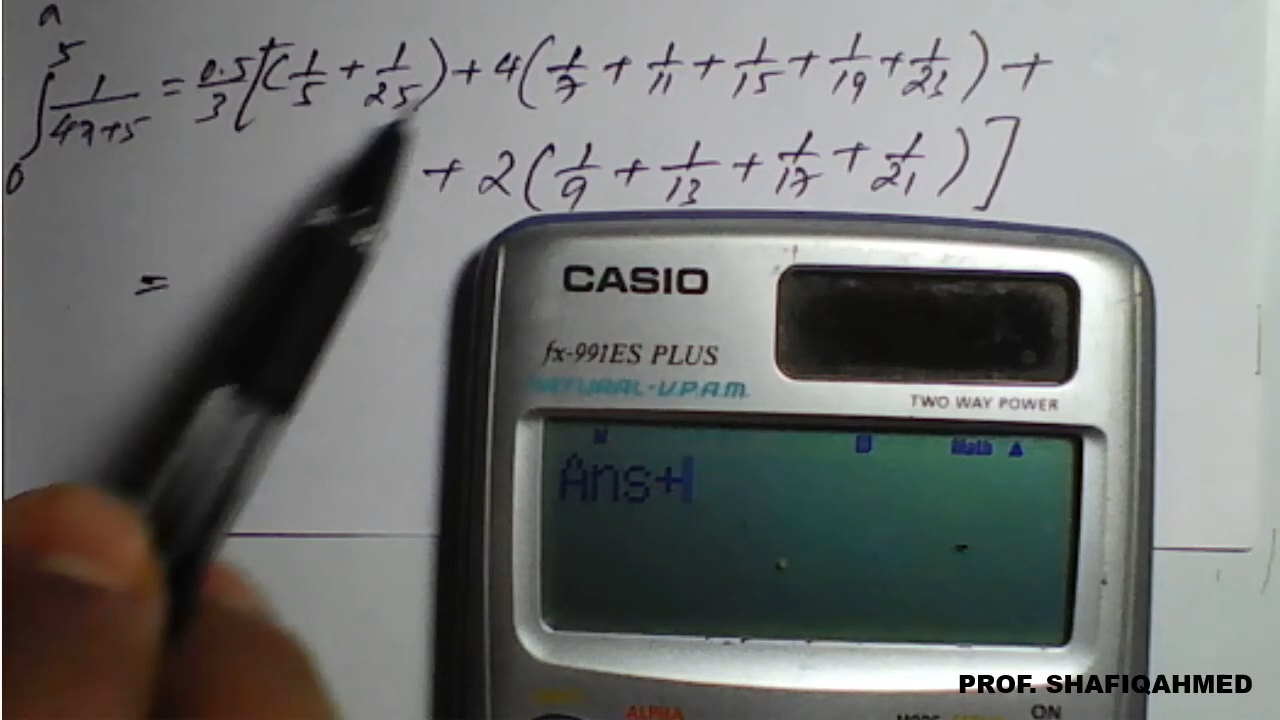 a
∫₀⁵ 1/(4x+5) = 0.5/3 [(1/5 + 1/25) + 4(1/7 + 1/11 + 1/15 + 1/19 + 1/23) +
+ 2(1/9 + 1/13 + 1/17 + 1/21)]
=
CASIO
fx-991ES PLUS
NATURAL-V.P.A.M.
TWO WAY POWER
M D Math ▲
Ans+
ALPHA
ON
PROF. SHAFIQAHMED